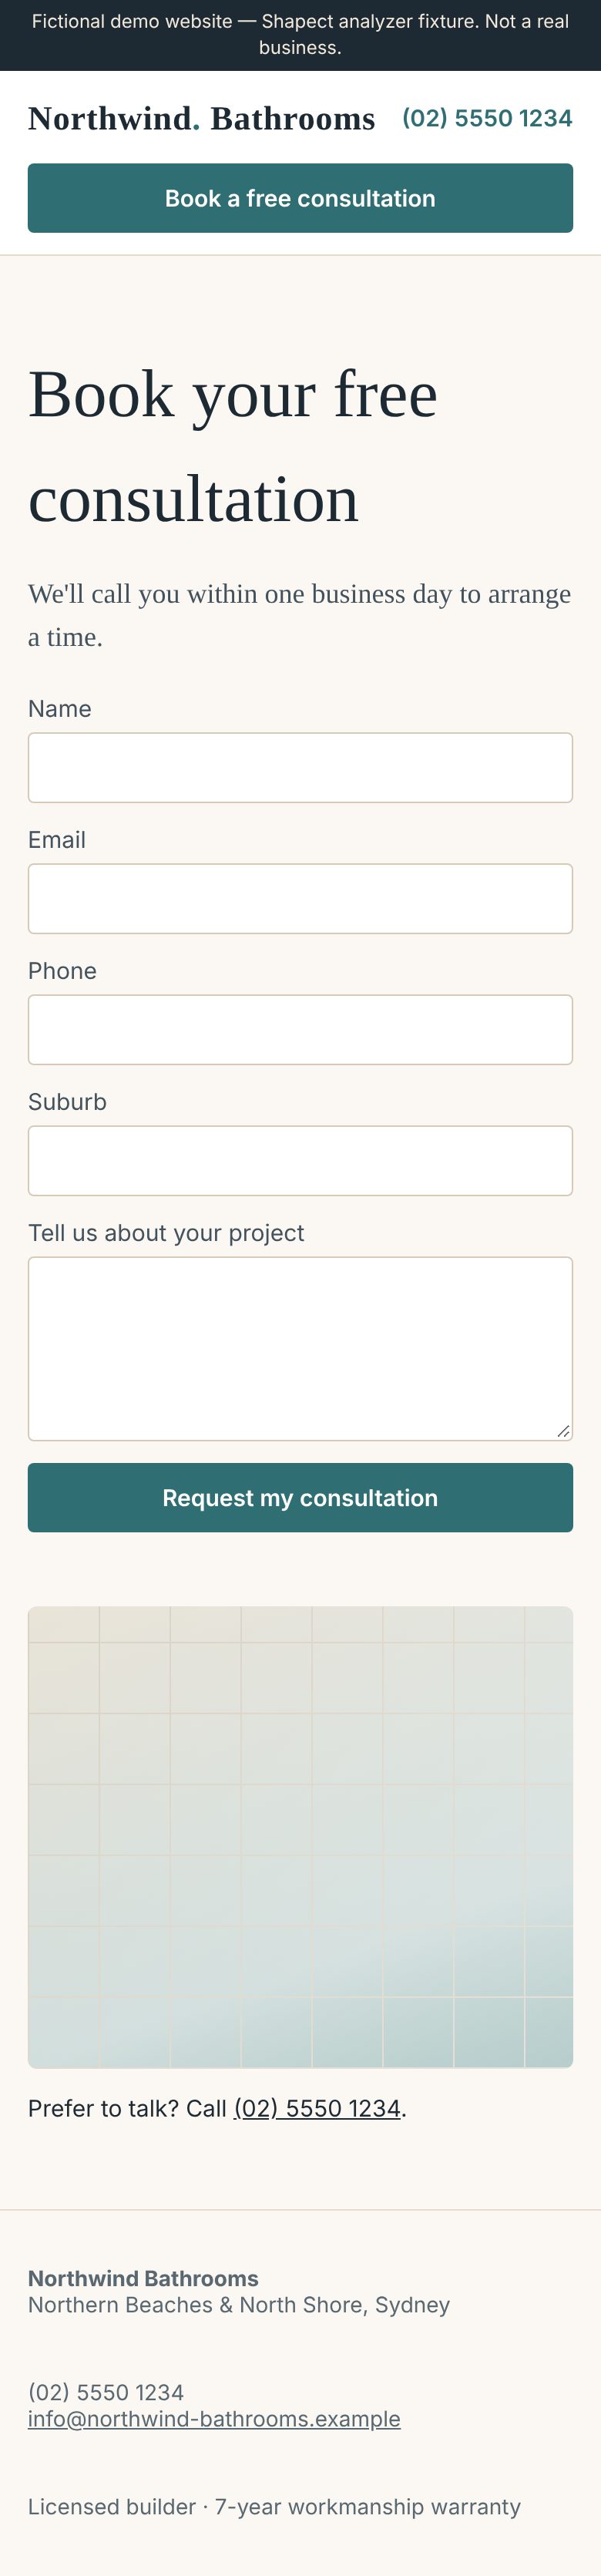 Fictional demo website — Shapect analyzer fixture. Not a real
business.
Northwind. Bathrooms
(02) 5550 1234
Book a free consultation
Book your free
consultation
We'll call you within one business day to arrange
a time.
Name
Email
Phone
Suburb
Tell us about your project
Request my consultation
Prefer to talk? Call (02) 5550 1234.
Northwind Bathrooms
Northern Beaches & North Shore, Sydney
(02) 5550 1234
info@northwind-bathrooms.example
Licensed builder · 7-year workmanship warranty